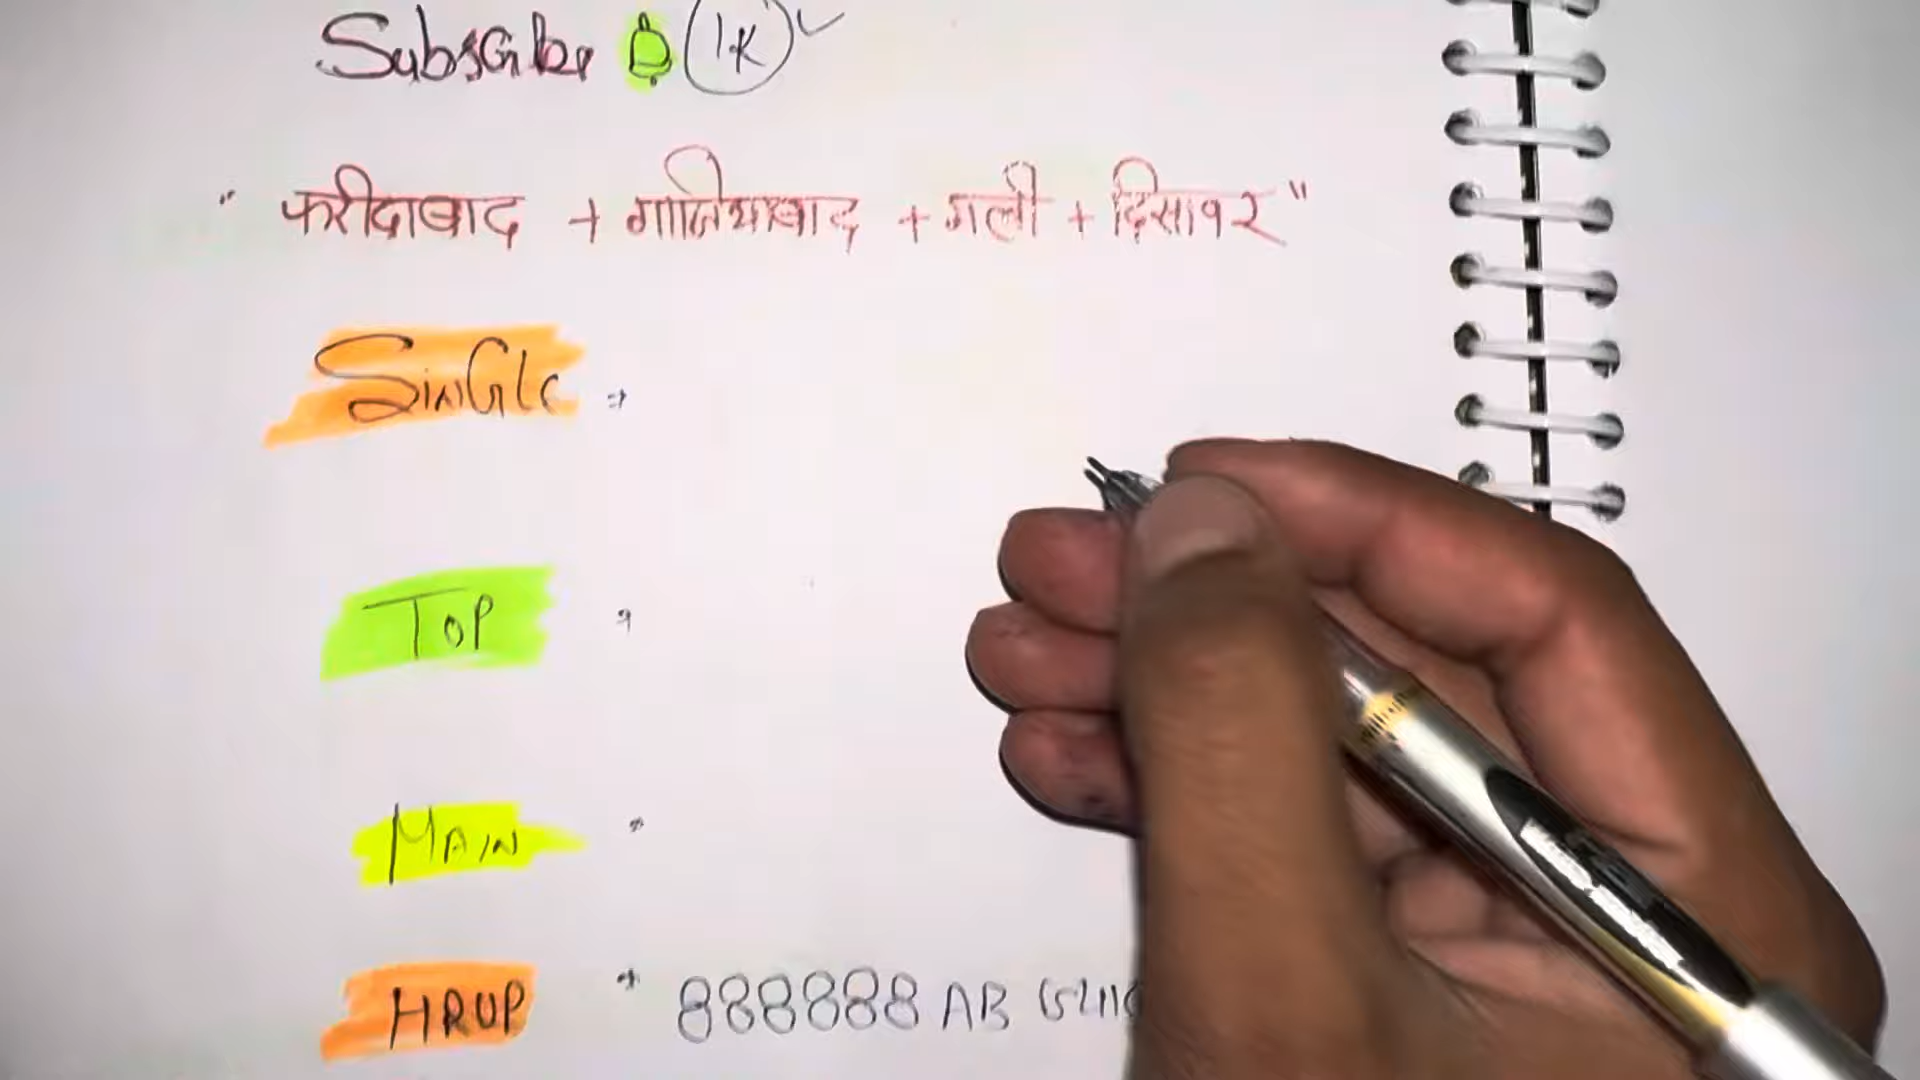 Subscribe 1K
"फरीदाबाद + गाजियाबाद + गली + दिसावर"
SinGle
TOP
MAIN
HRUP 888888 AB